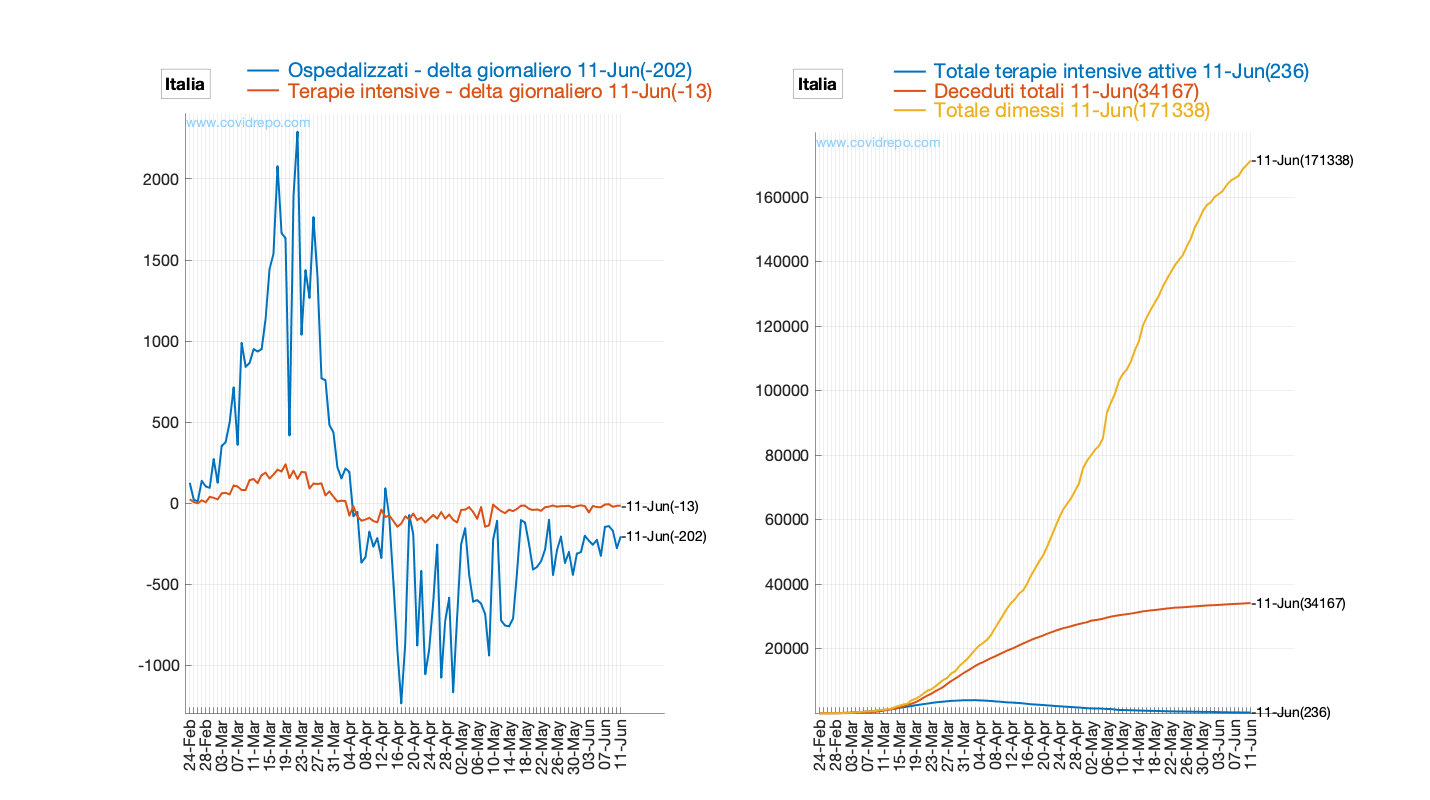 Italia
Ospedalizzati - delta giornaliero 11-Jun(-202)
Terapie intensive - delta giornaliero 11-Jun(-13)
www.covidrepo.com
2000
1500
1000
500
0
-500
-1000
-11-Jun(-13)
-11-Jun(-202)
24-Feb
28-Feb
03-Mar
07-Mar
11-Mar
15-Mar
19-Mar
23-Mar
27-Mar
31-Mar
04-Apr
08-Apr
12-Apr
16-Apr
20-Apr
24-Apr
28-Apr
02-May
06-May
10-May
14-May
18-May
22-May
26-May
30-May
03-Jun
07-Jun
11-Jun
Italia
Totale terapie intensive attive 11-Jun(236)
Deceduti totali 11-Jun(34167)
Totale dimessi 11-Jun(171338)
www.covidrepo.com
160000
140000
120000
100000
80000
60000
40000
20000
-11-Jun(171338)
-11-Jun(34167)
-11-Jun(236)
24-Feb
28-Feb
03-Mar
07-Mar
11-Mar
15-Mar
19-Mar
23-Mar
27-Mar
31-Mar
04-Apr
08-Apr
12-Apr
16-Apr
20-Apr
24-Apr
28-Apr
02-May
06-May
10-May
14-May
18-May
22-May
26-May
30-May
03-Jun
07-Jun
11-Jun